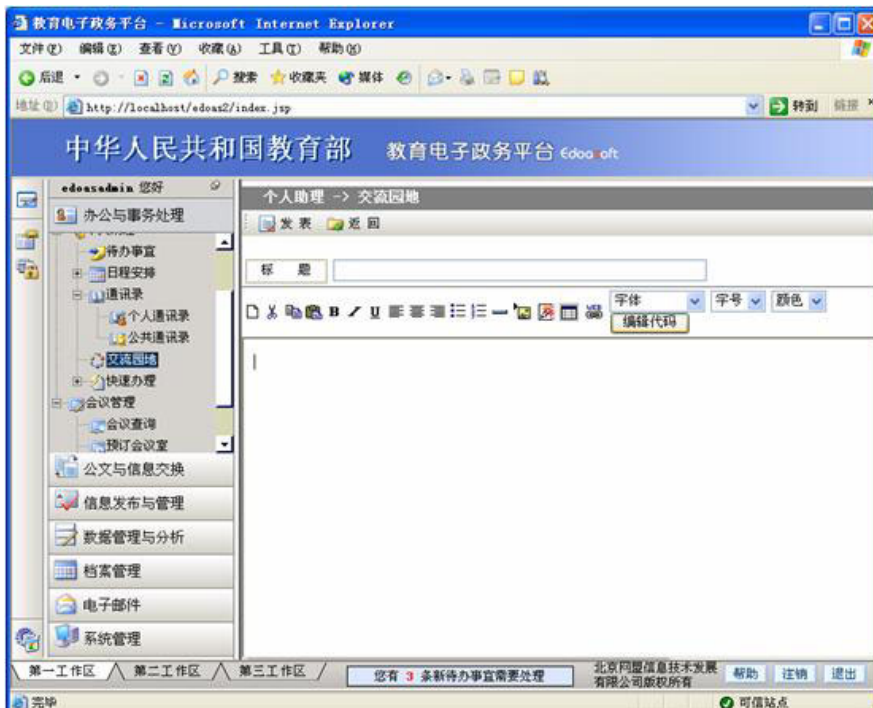 教育电子政务平台 - Microsoft Internet Explorer
文件(F) 编辑(E) 查看(V) 收藏(A) 工具(T) 帮助(H)
后退 搜索 收藏夹 媒体
地址(D) http://localhost/edoas2/index.jsp 转到 链接 »
中华人民共和国教育部 教育电子政务平台 Edoasoft
edoasadmin 您好
个人助理 -> 交流园地
办公与事务处理
发表 返回
待办事宜
日程安排
标 题
通讯录
个人通讯录
字体 字号 颜色
B I U
编辑代码
公共通讯录
交流园地
快速办理
会议管理
会议查询
预订会议室
公文与信息交换
信息发布与管理
数据管理与分析
档案管理
电子邮件
系统管理
第一工作区 第二工作区 第三工作区
您有 3 条新待办事宜需要处理
北京网盟信息技术发展
有限公司版权所有
帮助 注销 退出
完毕 可信站点